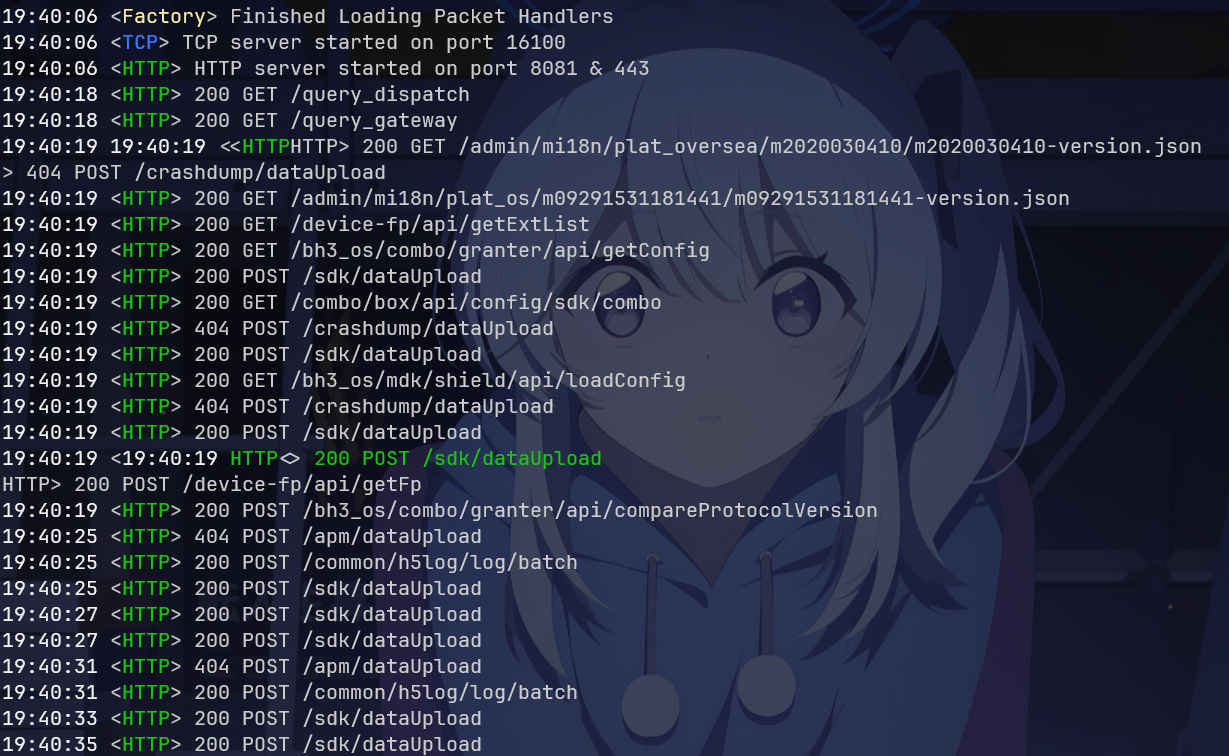 19:40:06 <Factory> Finished Loading Packet Handlers
19:40:06 <TCP> TCP server started on port 16100
19:40:06 <HTTP> HTTP server started on port 8081 & 443
19:40:18 <HTTP> 200 GET /query_dispatch
19:40:18 <HTTP> 200 GET /query_gateway
19:40:19 19:40:19 <<HTTPHTTP> 200 GET /admin/mi18n/plat_oversea/m2020030410/m2020030410-version.json
> 404 POST /crashdump/dataUpload
19:40:19 <HTTP> 200 GET /admin/mi18n/plat_os/m09291531181441/m09291531181441-version.json
19:40:19 <HTTP> 200 GET /device-fp/api/getExtList
19:40:19 <HTTP> 200 GET /bh3_os/combo/granter/api/getConfig
19:40:19 <HTTP> 200 POST /sdk/dataUpload
19:40:19 <HTTP> 200 GET /combo/box/api/config/sdk/combo
19:40:19 <HTTP> 404 POST /crashdump/dataUpload
19:40:19 <HTTP> 200 POST /sdk/dataUpload
19:40:19 <HTTP> 200 GET /bh3_os/mdk/shield/api/loadConfig
19:40:19 <HTTP> 404 POST /crashdump/dataUpload
19:40:19 <HTTP> 200 POST /sdk/dataUpload
19:40:19 <19:40:19 HTTP<> 200 POST /sdk/dataUpload
HTTP> 200 POST /device-fp/api/getFp
19:40:19 <HTTP> 200 POST /bh3_os/combo/granter/api/compareProtocolVersion
19:40:25 <HTTP> 404 POST /apm/dataUpload
19:40:25 <HTTP> 200 POST /common/h5log/log/batch
19:40:25 <HTTP> 200 POST /sdk/dataUpload
19:40:27 <HTTP> 200 POST /sdk/dataUpload
19:40:27 <HTTP> 200 POST /sdk/dataUpload
19:40:31 <HTTP> 404 POST /apm/dataUpload
19:40:31 <HTTP> 200 POST /common/h5log/log/batch
19:40:33 <HTTP> 200 POST /sdk/dataUpload
19:40:35 <HTTP> 200 POST /sdk/dataUpload